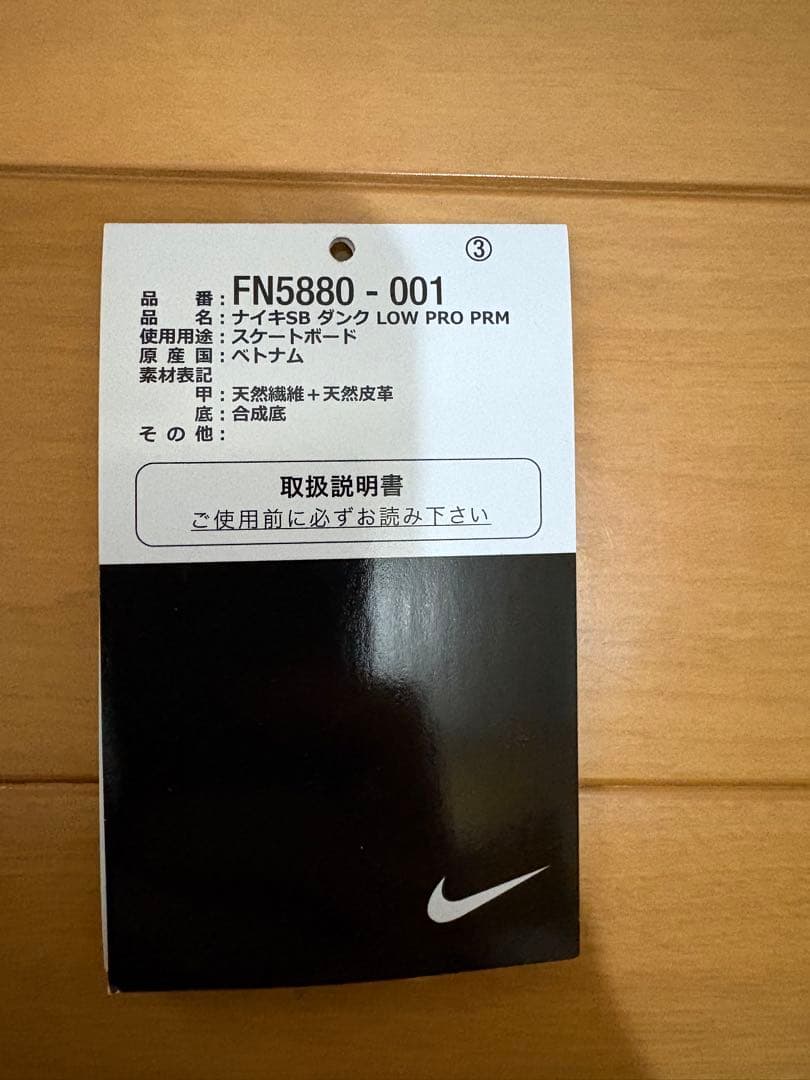 ③
品 番：FN5880 - 001
品 名：ナイキSB ダンク LOW PRO PRM
使用用途：スケートボード
原 産 国：ベトナム
素材表記
甲：天然繊維＋天然皮革
底：合成底
そ の 他：
取扱説明書
ご使用前に必ずお読み下さい